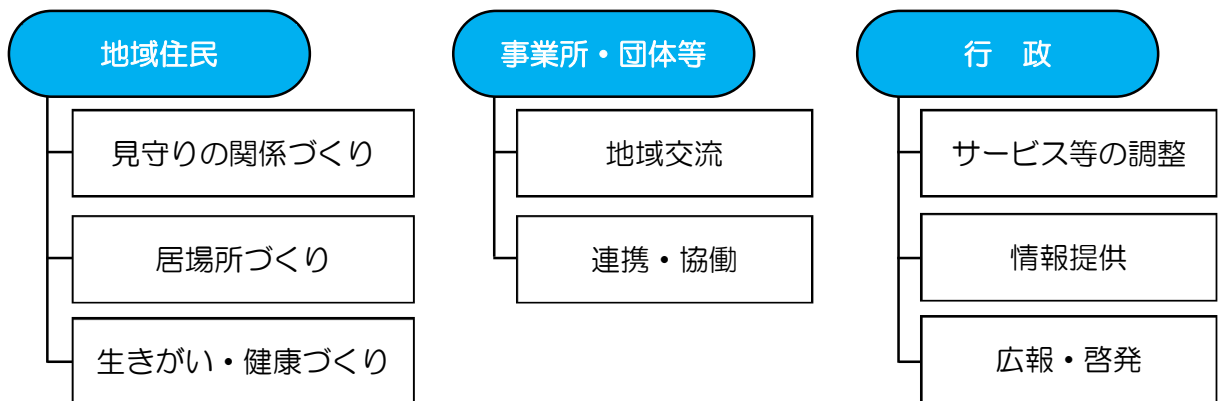 地域住民
見守りの関係づくり
居場所づくり
生きがい・健康づくり
事業所・団体等
地域交流
連携・協働
行　政
サービス等の調整
情報提供
広報・啓発